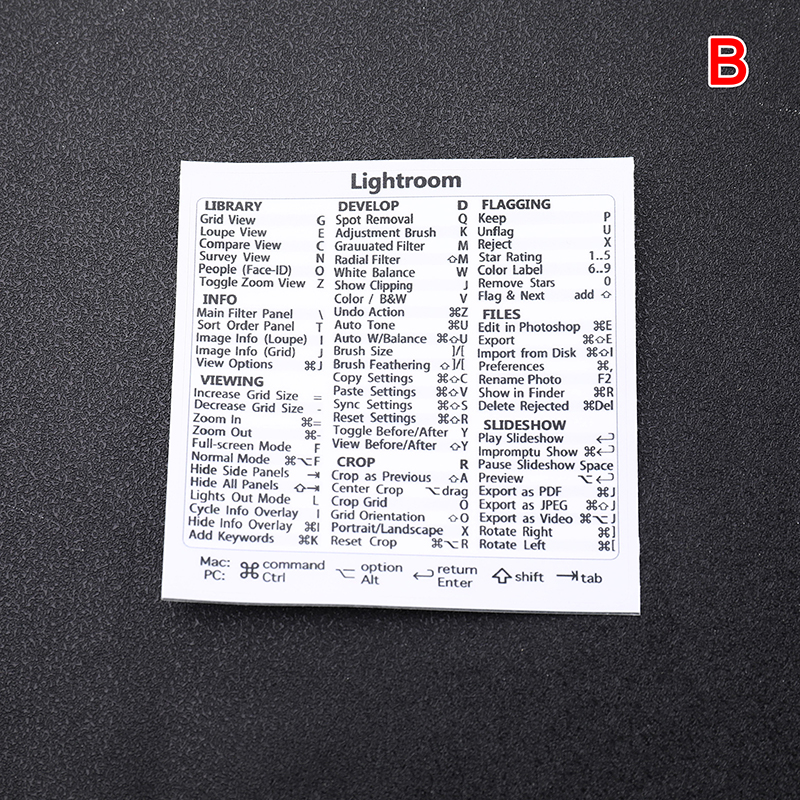 B
Lightroom
LIBRARY
Grid View G
Loupe View E
Compare View C
Survey View N
People (Face-ID) O
Toggle Zoom View Z
INFO
Main Filter Panel \
Sort Order Panel T
Image Info (Loupe) I
Image Info (Grid) J
View Options ⌘J
VIEWING
Increase Grid Size =
Decrease Grid Size -
Zoom In ⌘=
Zoom Out ⌘-
Full-screen Mode F
Normal Mode ⌘⌥F
Hide Side Panels ⇥
Hide All Panels ⇧⇥
Lights Out Mode L
Cycle Info Overlay I
Hide Info Overlay ⌘I
Add Keywords ⌘K
DEVELOP D
Spot Removal Q
Adjustment Brush K
Grauuated Filter M
Radial Filter ⇧M
White Balance W
Show Clipping J
Color / B&W V
Undo Action ⌘Z
Auto Tone ⌘U
Auto W/Balance ⌘⇧U
Brush Size ]/[
Brush Feathering ⇧]/[
Copy Settings ⌘⇧C
Paste Settings ⌘⇧V
Sync Settings ⌘⇧S
Reset Settings ⌘⇧R
Toggle Before/After Y
View Before/After ⇧Y
CROP R
Crop as Previous ⇧A
Center Crop ⌥drag
Crop Grid O
Grid Orientation ⇧O
Portrait/Landscape X
Reset Crop ⌘⌥R
FLAGGING
Keep P
Unflag U
Reject X
Star Rating 1..5
Color Label 6..9
Remove Stars 0
Flag & Next add ⇧
FILES
Edit in Photoshop ⌘E
Export ⌘⇧E
Import from Disk ⌘⇧I
Preferences ⌘,
Rename Photo F2
Show in Finder ⌘R
Delete Rejected ⌘Del
SLIDESHOW
Play Slideshow ↩
Impromptu Show ⌘↩
Pause Slideshow Space
Preview ⌥↩
Export as PDF ⌘J
Export as JPEG ⌘⇧J
Export as Video ⌘⌥J
Rotate Right ⌘]
Rotate Left ⌘[
Mac: ⌘ command ⌥ option ↩ return ⇧ shift ⇥ tab
PC: Ctrl Alt Enter